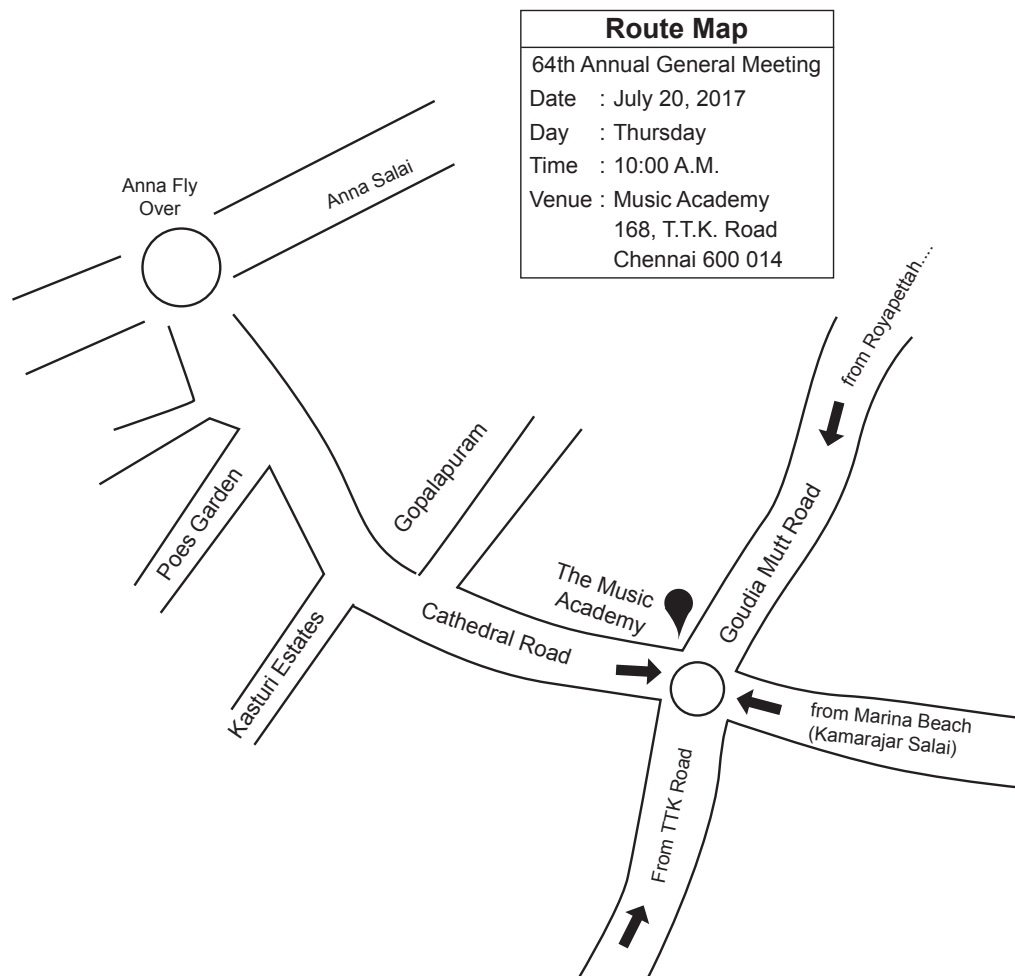 Route Map
64th Annual General Meeting
Date : July 20, 2017
Day : Thursday
Time : 10:00 A.M.
Venue : Music Academy
168, T.T.K. Road
Chennai 600 014
Anna Fly
Over
Anna Salai
from Royapettah....
Poes Garden
Gopalapuram
Kasturi Estates
Cathedral Road
The Music
Academy
Goudia Mutt Road
from Marina Beach
(Kamarajar Salai)
From TTK Road